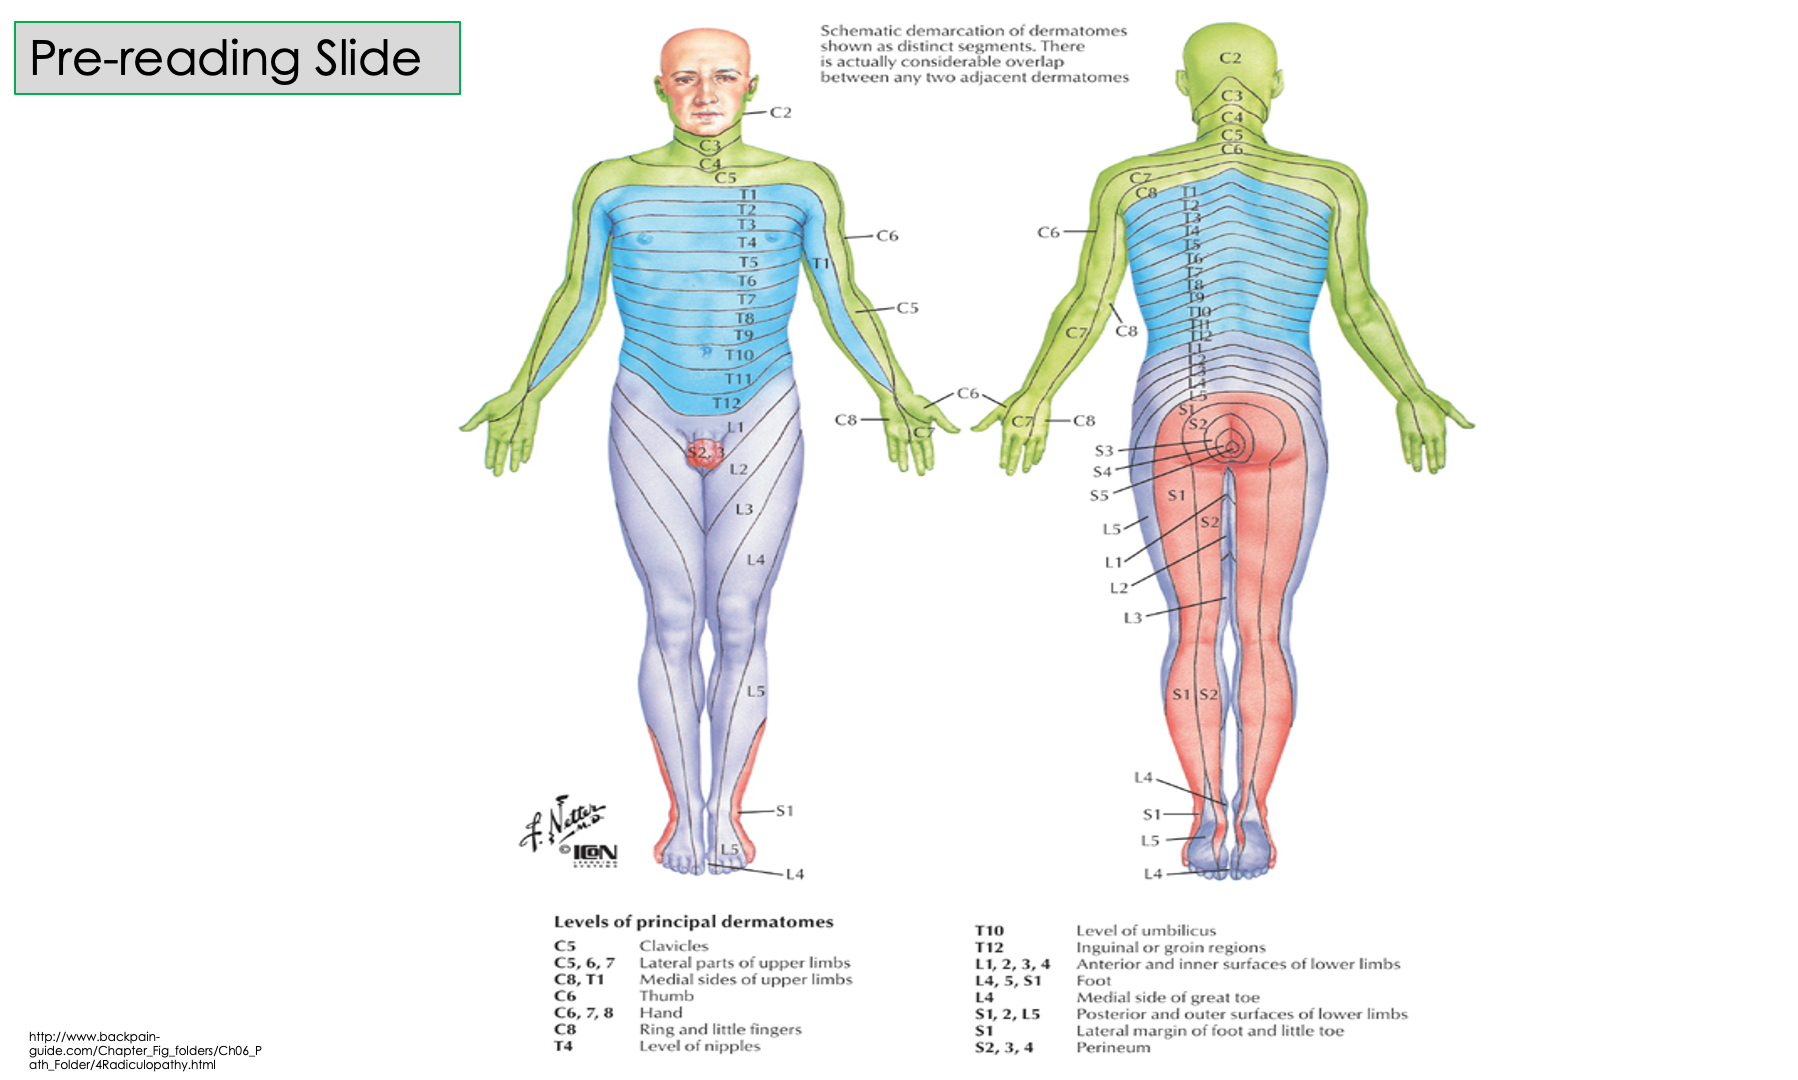 Pre-reading Slide
Schematic demarcation of dermatomes
shown as distinct segments. There
is actually considerable overlap
between any two adjacent dermatomes
C2
C3
C4
C5
T1
T2
T3
T4
T5
T6
T7
T8
T9
T10
T11
T12
L1
S2, 3
L2
L3
L4
L5
S1
L5
L4
C6
T1
C5
C6
C8
C7
C2
C3
C4
C5
C6
C7
C8
T1
T2
T3
T4
T5
T6
T7
T8
T9
T10
T11
T12
L1
L2
L3
L4
L5
S1
S2
C6
C7
C8
C7
C8
S3
S4
S5
S1
L5
S2
L1
L2
L3
S1
S2
L4
S1
L5
L4
F. Netter
M.D.
© ICON
LEARNING
SYSTEMS
Levels of principal dermatomes
C5 Clavicles
C5, 6, 7 Lateral parts of upper limbs
C8, T1 Medial sides of upper limbs
C6 Thumb
C6, 7, 8 Hand
C8 Ring and little fingers
T4 Level of nipples
T10 Level of umbilicus
T12 Inguinal or groin regions
L1, 2, 3, 4 Anterior and inner surfaces of lower limbs
L4, 5, S1 Foot
L4 Medial side of great toe
S1, 2, L5 Posterior and outer surfaces of lower limbs
S1 Lateral margin of foot and little toe
S2, 3, 4 Perineum
http://www.backpain-
guide.com/Chapter_Fig_folders/Ch06_P
ath_Folder/4Radiculopathy.html